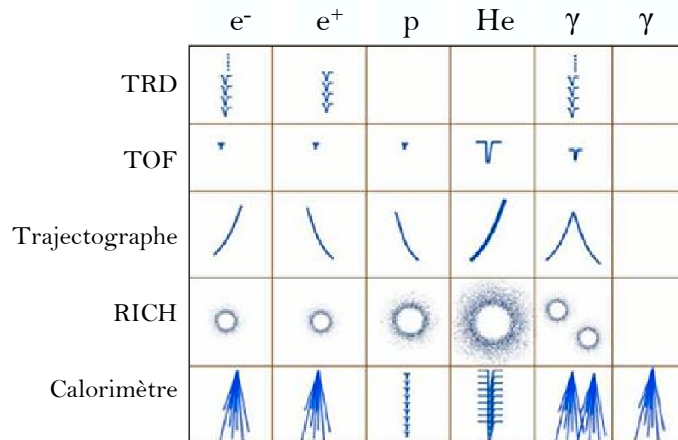 e- e+ p He γ γ
TRD
TOF
Trajectographe
RICH
Calorimètre